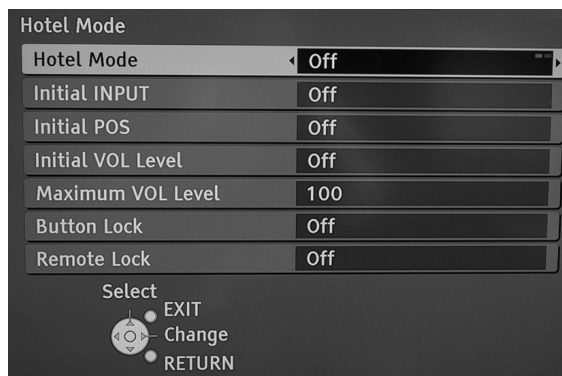 Hotel Mode
Hotel Mode Off
Initial INPUT Off
Initial POS Off
Initial VOL Level Off
Maximum VOL Level 100
Button Lock Off
Remote Lock Off
Select
EXIT
Change
RETURN